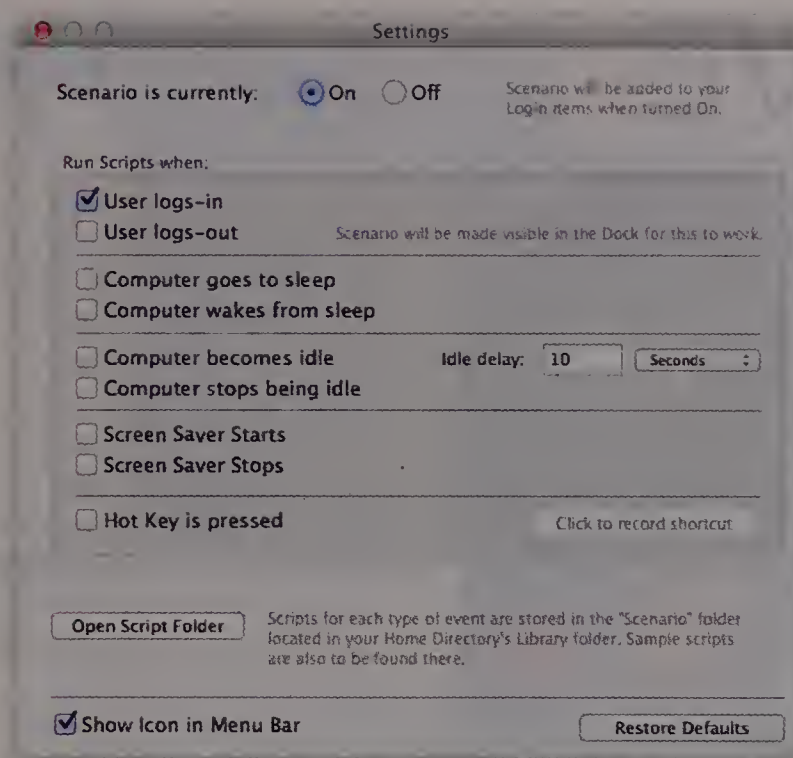 Settings
Scenario is currently: On Off
Scenario will be added to your
Login items when turned On.
Run Scripts when:
User logs-in
User logs-out Scenario will be made visible in the Dock for this to work.
Computer goes to sleep
Computer wakes from sleep
Computer becomes idle Idle delay: 10 Seconds
Computer stops being idle
Screen Saver Starts
Screen Saver Stops
Hot Key is pressed Click to record shortcut
Open Script Folder
Scripts for each type of event are stored in the "Scenario" folder
located in your Home Directory's Library folder. Sample scripts
are also to be found there.
Show Icon in Menu Bar Restore Defaults